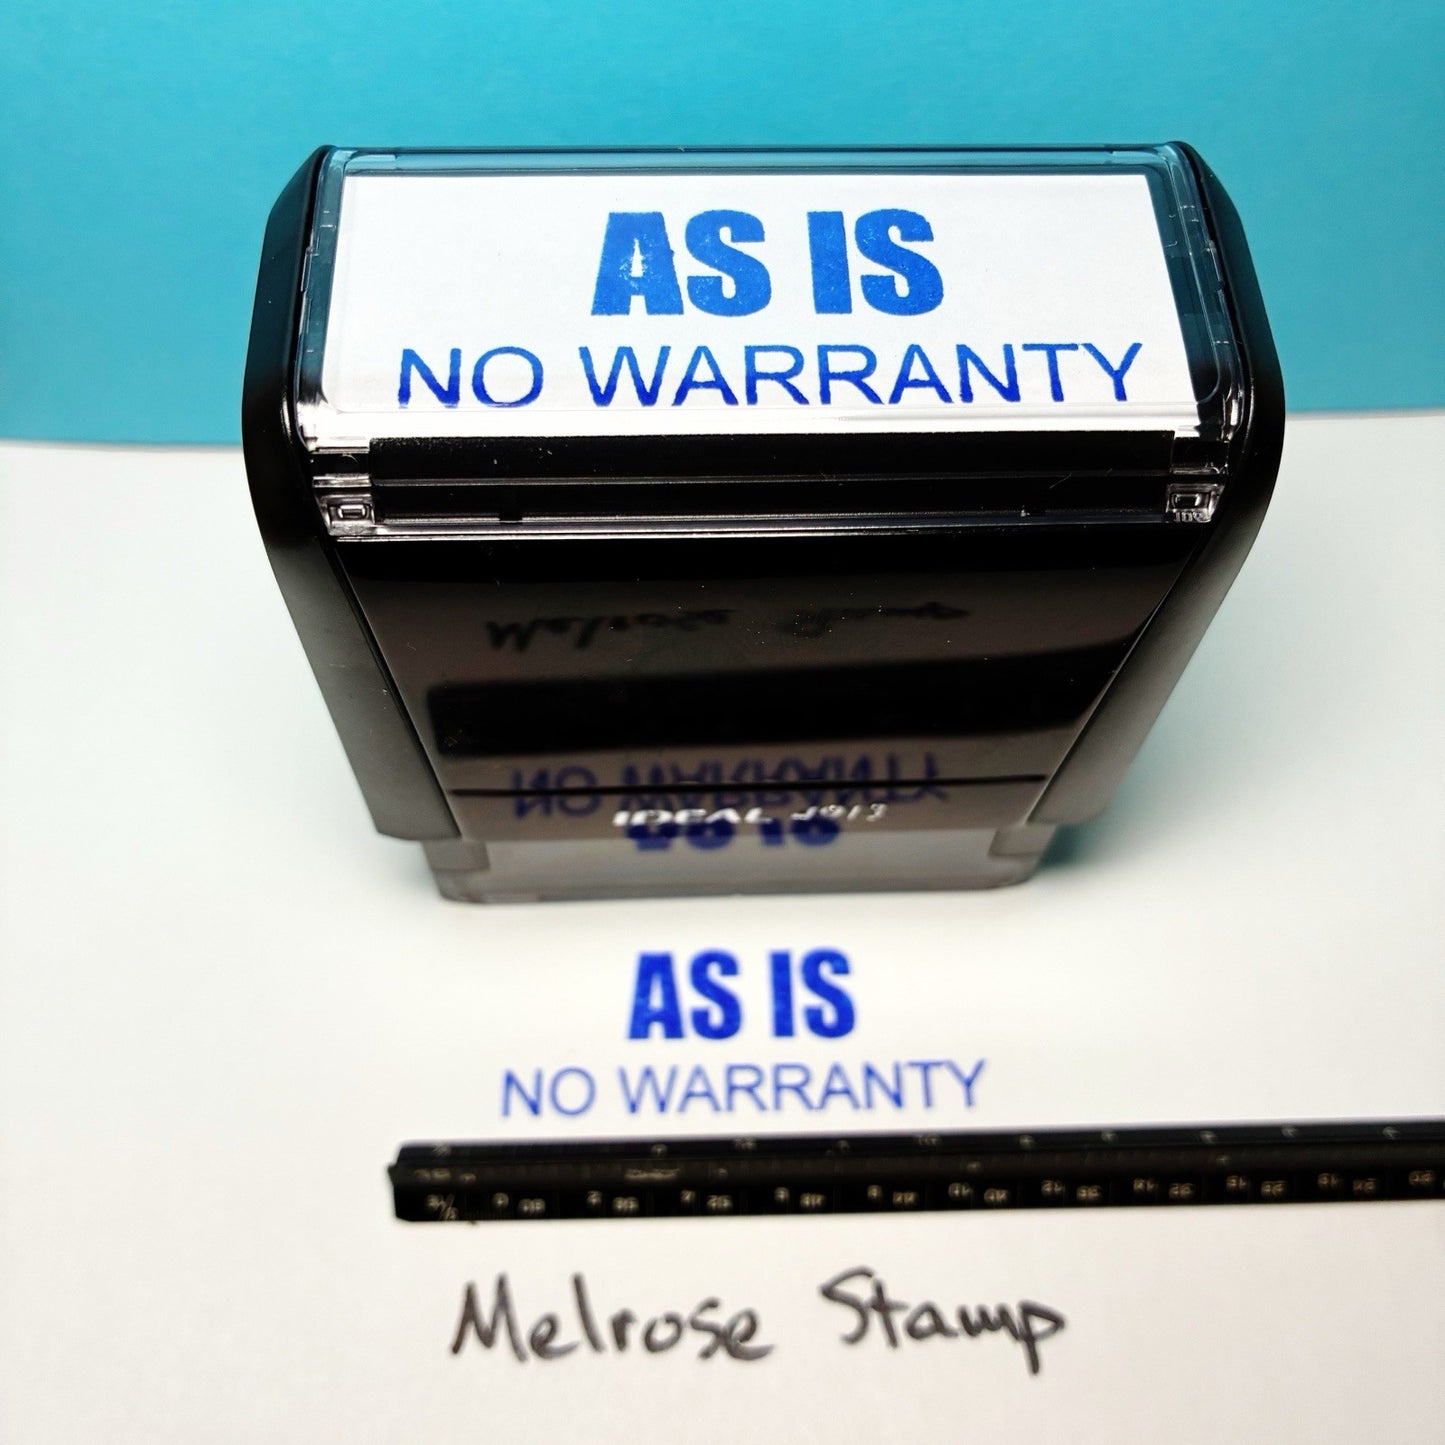 AS IS
NO WARRANTY
IDEAL
AS IS
NO WARRANTY
Melrose Stamp